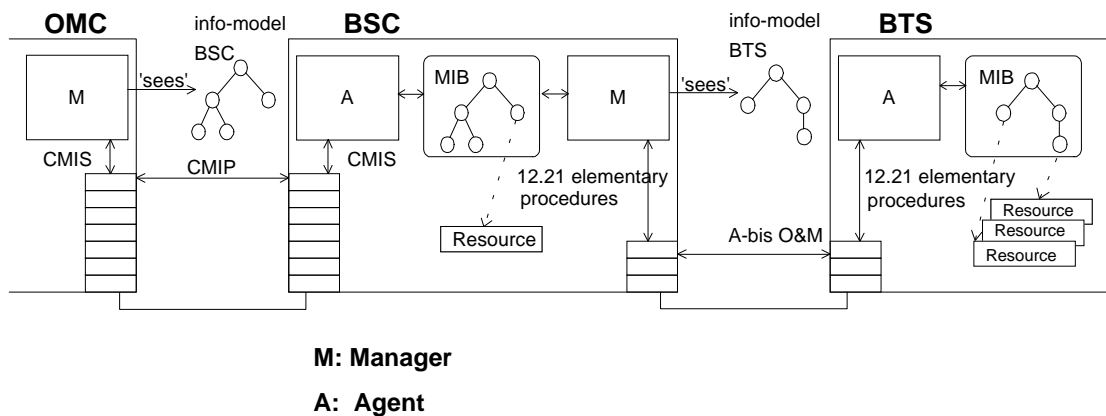 OMC
info-model
BSC
BSC
info-model
BTS
BTS
M
'sees'
A
MIB
M
'sees'
A
MIB
CMIS
CMIP
CMIS
12.21 elementary
procedures
12.21 elementary
procedures
Resource
A-bis O&M
Resource
Resource
Resource
M: Manager
A: Agent